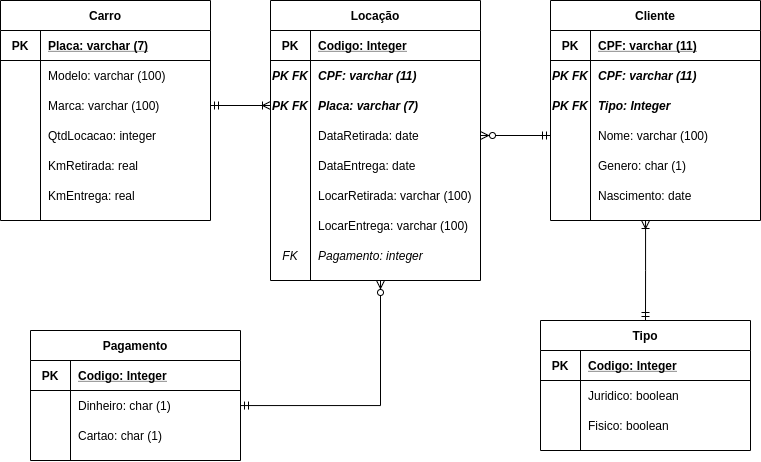 Carro
PK Placa: varchar (7)
Modelo: varchar (100)
Marca: varchar (100)
QtdLocacao: integer
KmRetirada: real
KmEntrega: real
Locação
PK Codigo: Integer
PK FK CPF: varchar (11)
PK FK Placa: varchar (7)
DataRetirada: date
DataEntrega: date
LocarRetirada: varchar (100)
LocarEntrega: varchar (100)
FK Pagamento: integer
Cliente
PK CPF: varchar (11)
PK FK CPF: varchar (11)
PK FK Tipo: Integer
Nome: varchar (100)
Genero: char (1)
Nascimento: date
Pagamento
PK Codigo: Integer
Dinheiro: char (1)
Cartao: char (1)
Tipo
PK Codigo: Integer
Juridico: boolean
Fisico: boolean